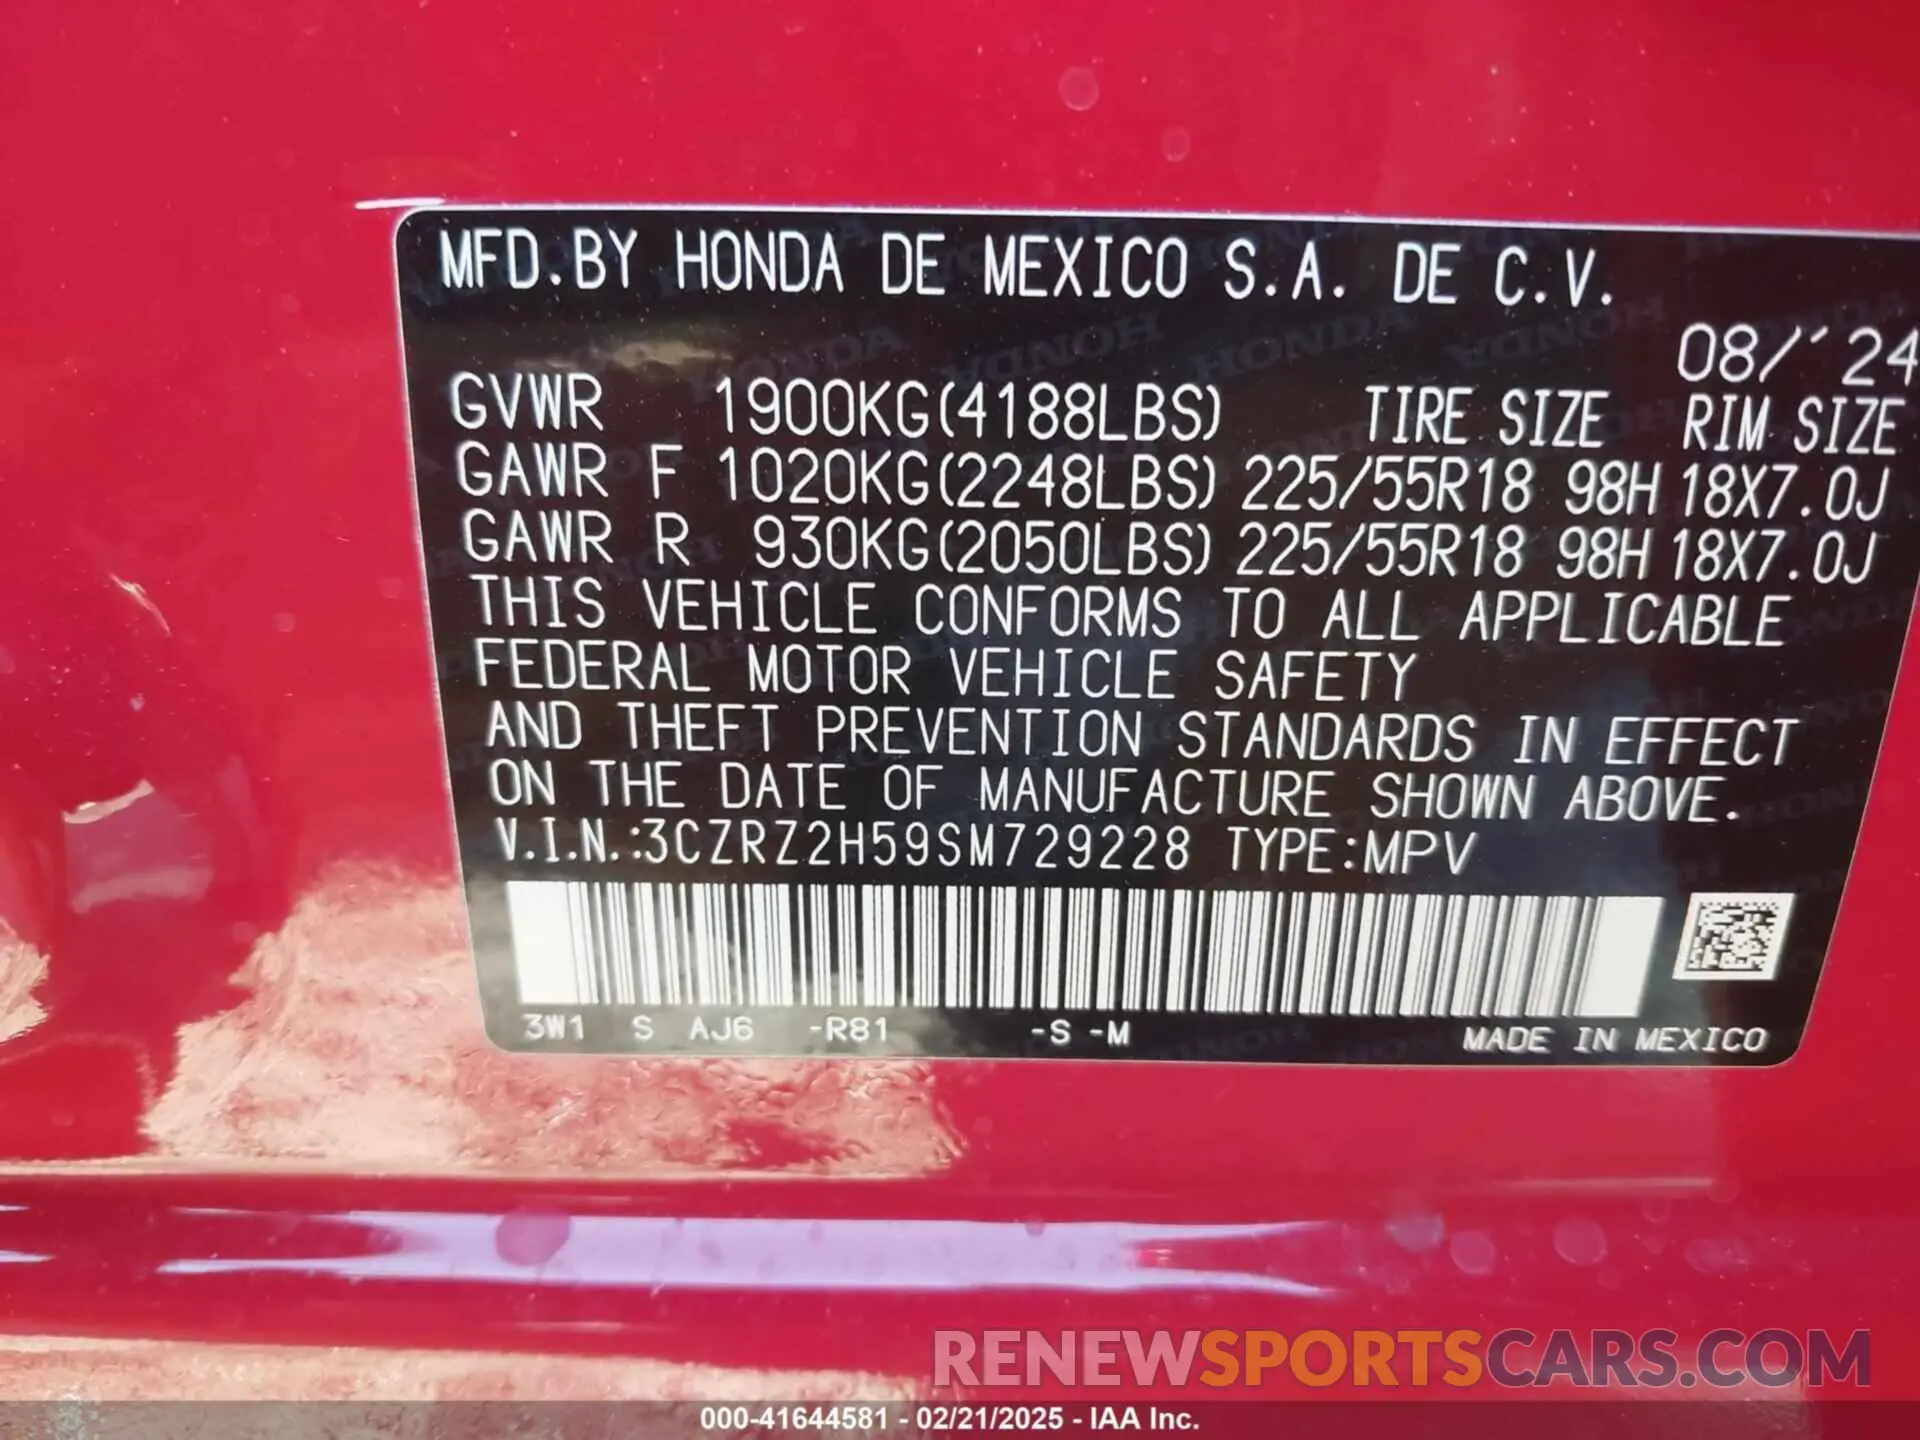 MFD.BY HONDA DE MEXICO S.A. DE C.V.
08/'24
GVWR 1900KG(4188LBS) TIRE SIZE RIM SIZE
GAWR F 1020KG(2248LBS) 225/55R18 98H 18X7.0J
GAWR R 930KG(2050LBS) 225/55R18 98H 18X7.0J
THIS VEHICLE CONFORMS TO ALL APPLICABLE
FEDERAL MOTOR VEHICLE SAFETY
AND THEFT PREVENTION STANDARDS IN EFFECT
ON THE DATE OF MANUFACTURE SHOWN ABOVE.
V.I.N.:3CZRZ2H59SM729228 TYPE:MPV
3W1 S AJ6 -R81 -S -M MADE IN MEXICO
RENEWSPORTSCARS.COM
000-41644581 - 02/21/2025 - IAA Inc.